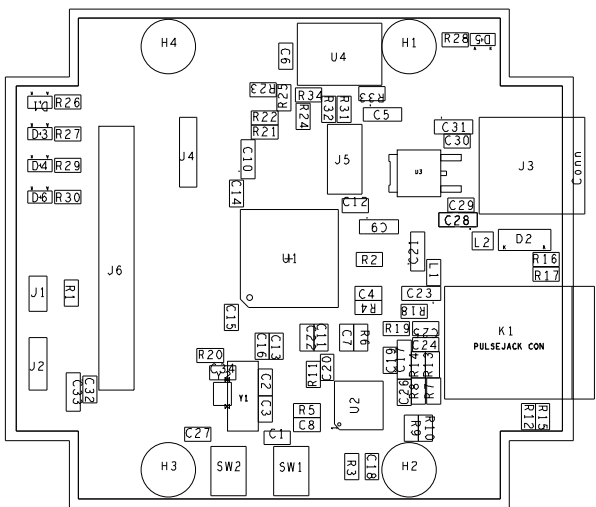 H4
C6
U4
H1
R28
D5
R23
R25
R34
R33
D1
R26
R22
R24
R32
R31
C5
R21
C31
D3
R27
J4
C10
J5
C30
J3
Conn
D4
R29
U3
D6
R30
C14
C12
C29
C28
C9
L2
D2
U1
R2
C21
R16
J6
L1
R17
J1
R1
C4
C23
R4
R18
C15
R19
C25
K1
PULSEJACK CON
C22
C11
C7
R6
C24
C16
C13
R20
C19
C17
R14
R13
J2
C34
R11
C20
C33
C32
C2
Y1
C3
U2
C26
R8
R7
R5
C8
1
R12
R15
C27
C1
R9
R10
H3
SW2
SW1
R3
C18
H2